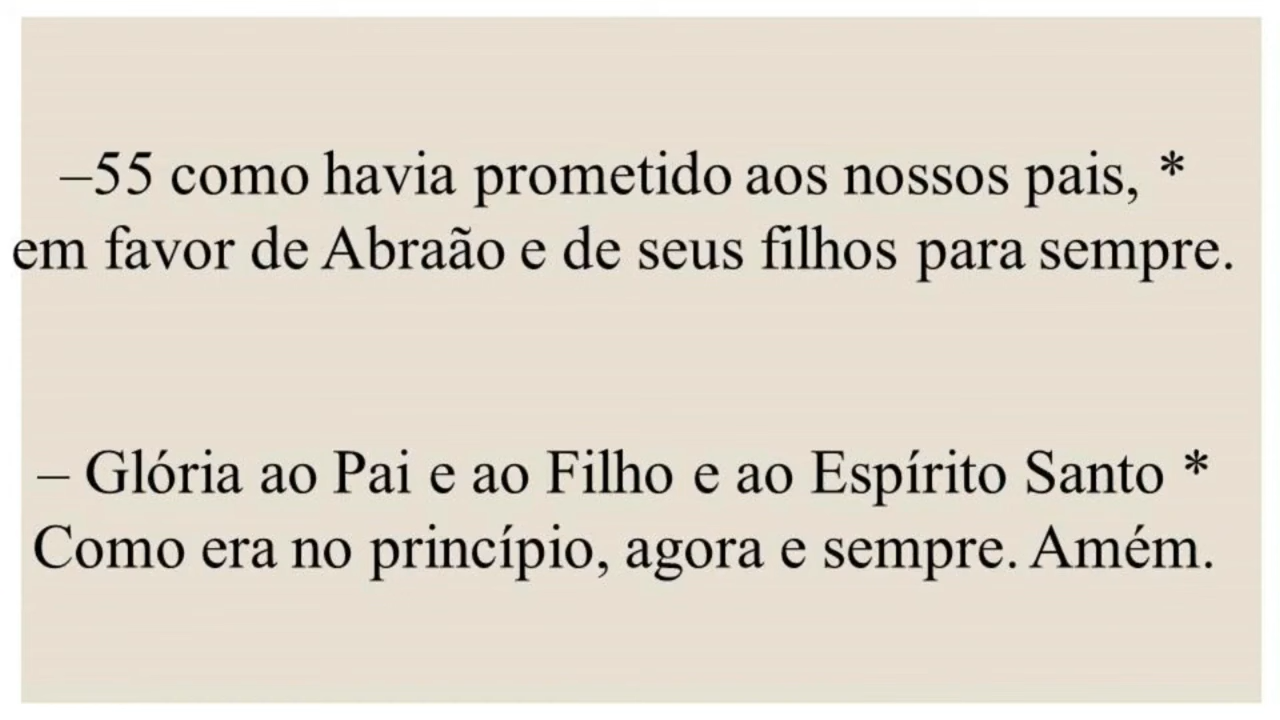 –55 como havia prometido aos nossos pais, *
em favor de Abraão e de seus filhos para sempre.
– Glória ao Pai e ao Filho e ao Espírito Santo *
Como era no princípio, agora e sempre. Amém.